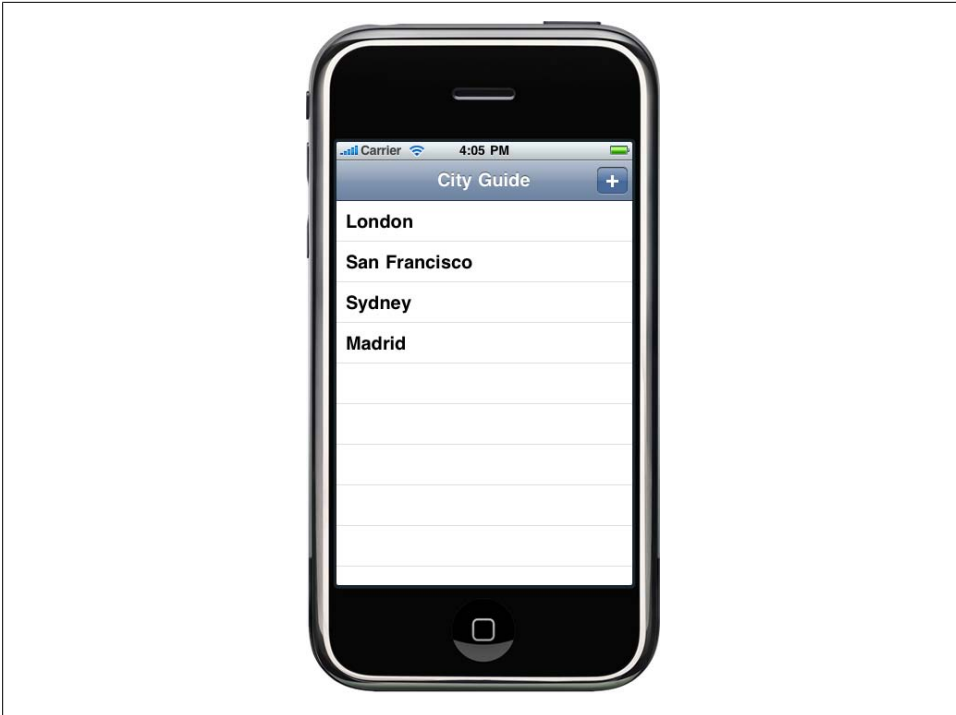 Carrier 4:05 PM
City Guide +
London
San Francisco
Sydney
Madrid